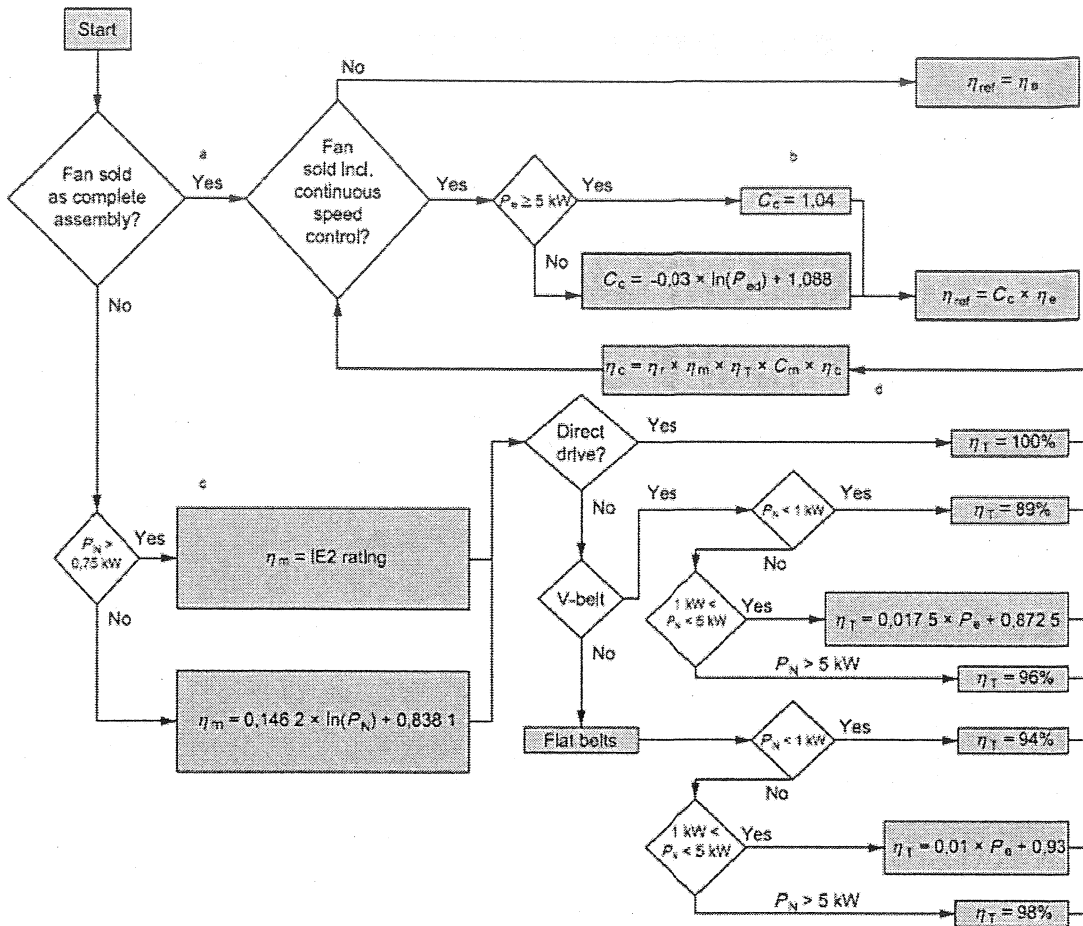 Start
No
η_ref = η_e
Fan sold
as complete
assembly?
a
Yes
Fan
sold incl.
continuous
speed
control?
Yes
P_e ≥ 5 kW
Yes
b
C_c = 1,04
No
C_c = -0,03 × ln(P_ed) + 1,088
η_ref = C_c × η_e
No
η_c = η_r × η_m × η_T × C_m × η_c
d
Direct
drive?
Yes
η_T = 100%
c
No
Yes
P_N < 1 kW
Yes
η_T = 89%
P_N >
0,75 kW
Yes
η_m = IE2 rating
No
V-belt
1 kW <
P_N < 5 kW
Yes
η_T = 0,017 5 × P_e + 0,872 5
No
No
P_N > 5 kW
η_T = 96%
η_m = 0,146 2 × ln(P_N) + 0,838 1
Flat belts
P_N < 1 kW
Yes
η_T = 94%
No
1 kW <
P_N < 5 kW
Yes
η_T = 0,01 × P_e + 0,93
P_N > 5 kW
η_T = 98%